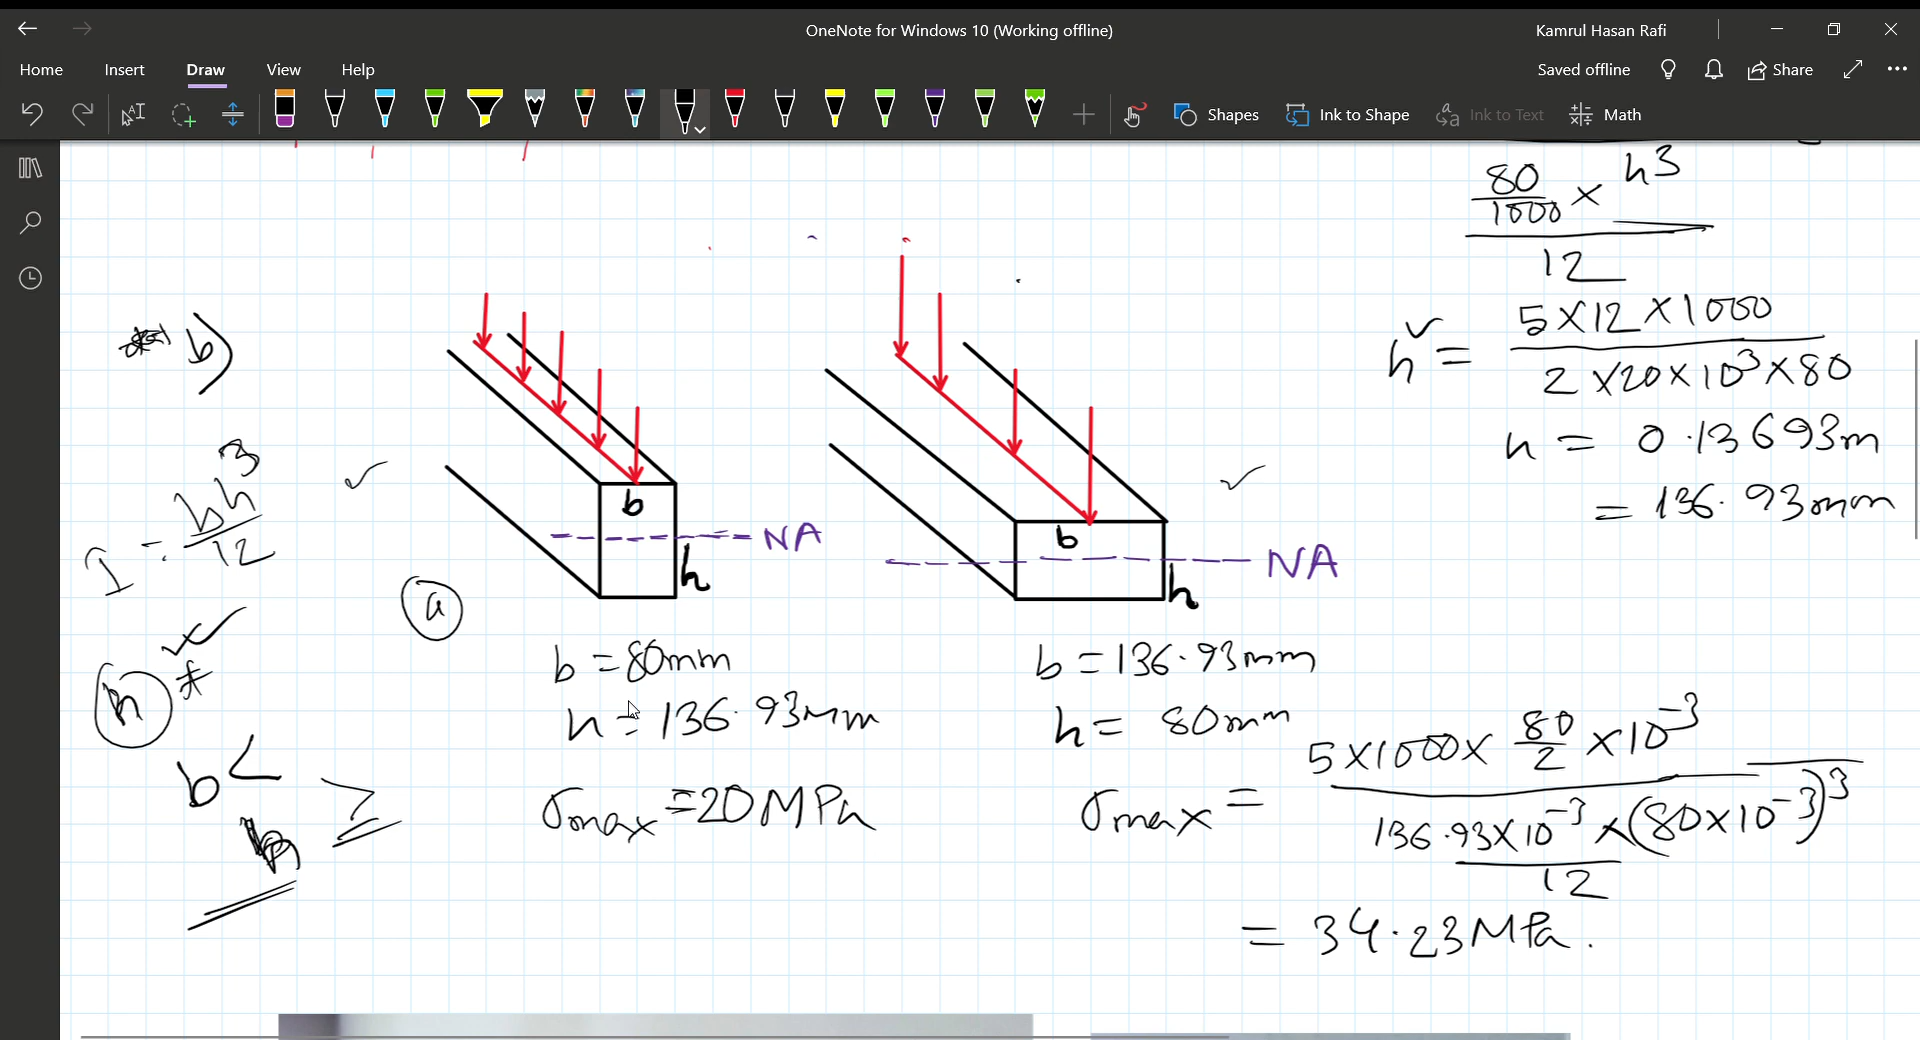 OneNote for Windows 10 (Working offline)
Kamrul Hasan Rafi
Home Insert Draw View Help
Saved offline
Share
Shapes
Ink to Shape
Ink to Text
Math
80/1000 × h3
12
h = 5×12×1000
2×20×10³×80
h = 0.13693m
= 136.93mm
b)
I = bh³/12
h *
b <
h
≥
b
NA
h
a
b = 80mm
h = 136.93mm
σmax = 20MPa
b
NA
h
b = 136.93mm
h = 80mm
σmax = 5×1000× 80/2 ×10⁻³
136.93×10⁻³ ×(80×10⁻³)³
12
= 34.23MPa.